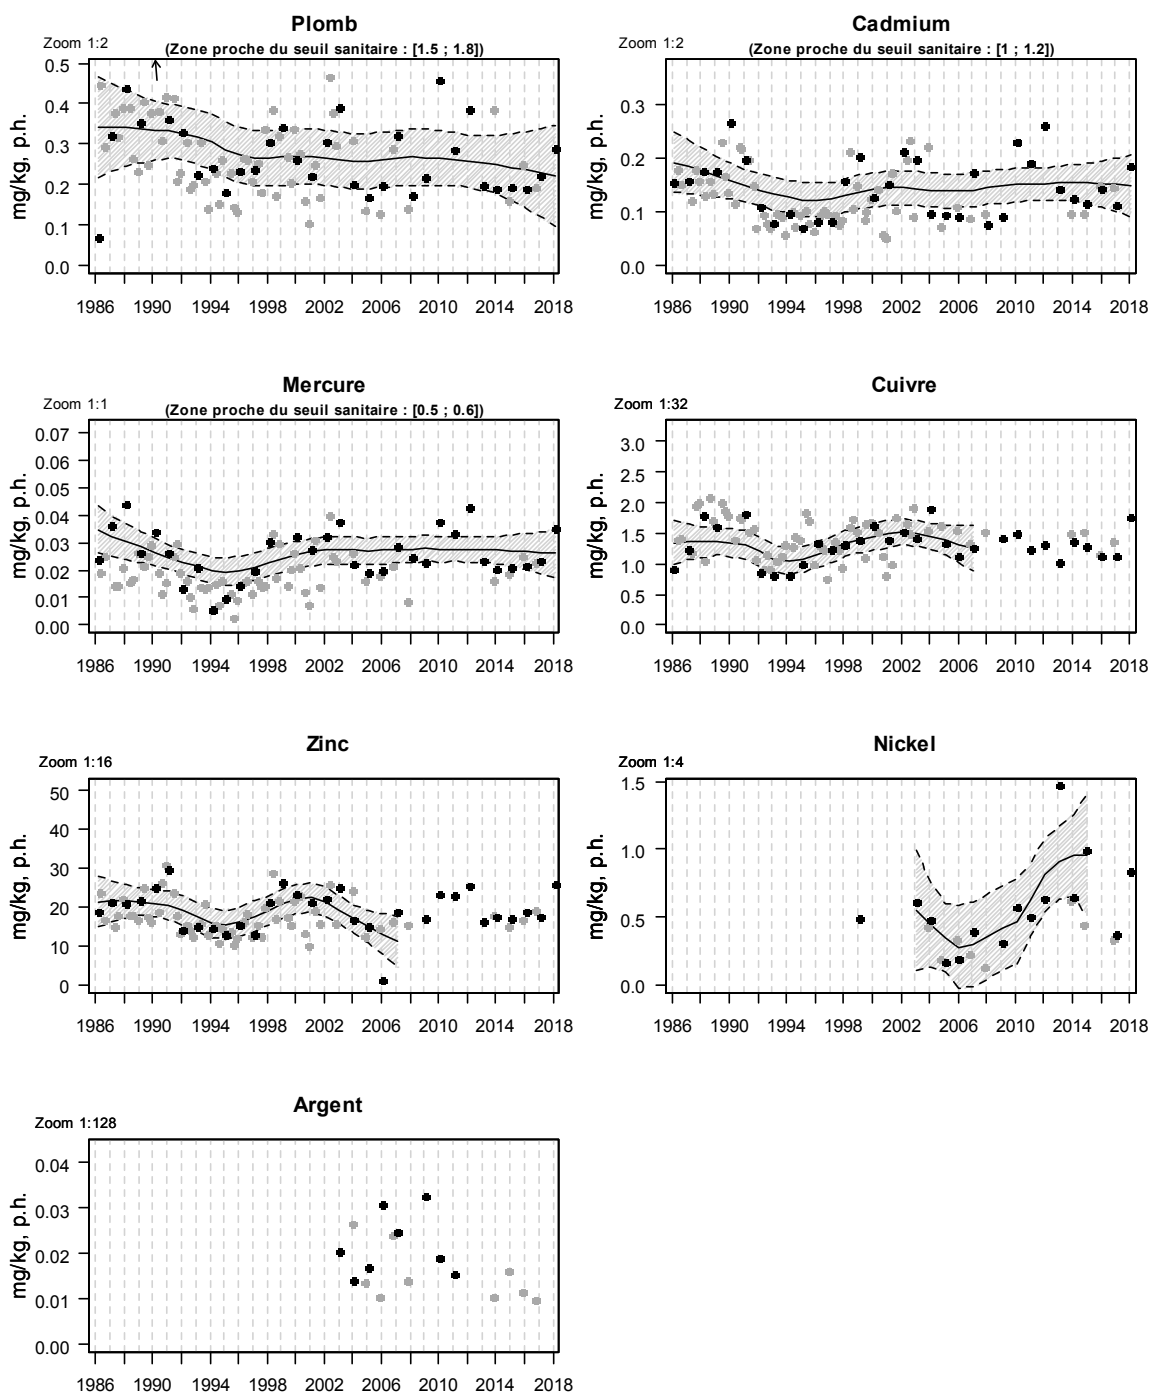 Plomb
Zoom 1:2
(Zone proche du seuil sanitaire : [1.5 ; 1.8])
mg/kg, p.h.
0.5
0.4
0.3
0.2
0.1
0.0
1986 1990 1994 1998 2002 2006 2010 2014 2018
Cadmium
Zoom 1:2
(Zone proche du seuil sanitaire : [1 ; 1.2])
mg/kg, p.h.
0.3
0.2
0.1
0.0
1986 1990 1994 1998 2002 2006 2010 2014 2018
Mercure
Zoom 1:1
(Zone proche du seuil sanitaire : [0.5 ; 0.6])
mg/kg, p.h.
0.07
0.06
0.05
0.04
0.03
0.02
0.01
0.00
1986 1990 1994 1998 2002 2006 2010 2014 2018
Cuivre
Zoom 1:32
mg/kg, p.h.
3.0
2.5
2.0
1.5
1.0
0.5
0.0
1986 1990 1994 1998 2002 2006 2010 2014 2018
Zinc
Zoom 1:16
mg/kg, p.h.
50
40
30
20
10
0
1986 1990 1994 1998 2002 2006 2010 2014 2018
Nickel
Zoom 1:4
mg/kg, p.h.
1.5
1.0
0.5
0.0
1986 1990 1994 1998 2002 2006 2010 2014 2018
Argent
Zoom 1:128
mg/kg, p.h.
0.04
0.03
0.02
0.01
0.00
1986 1990 1994 1998 2002 2006 2010 2014 2018